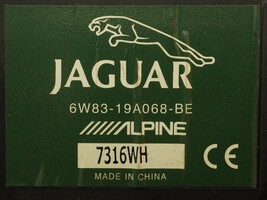 JAGUAR
6W83-19A068-BE
ALPINE
7316WH
CE
MADE IN CHINA